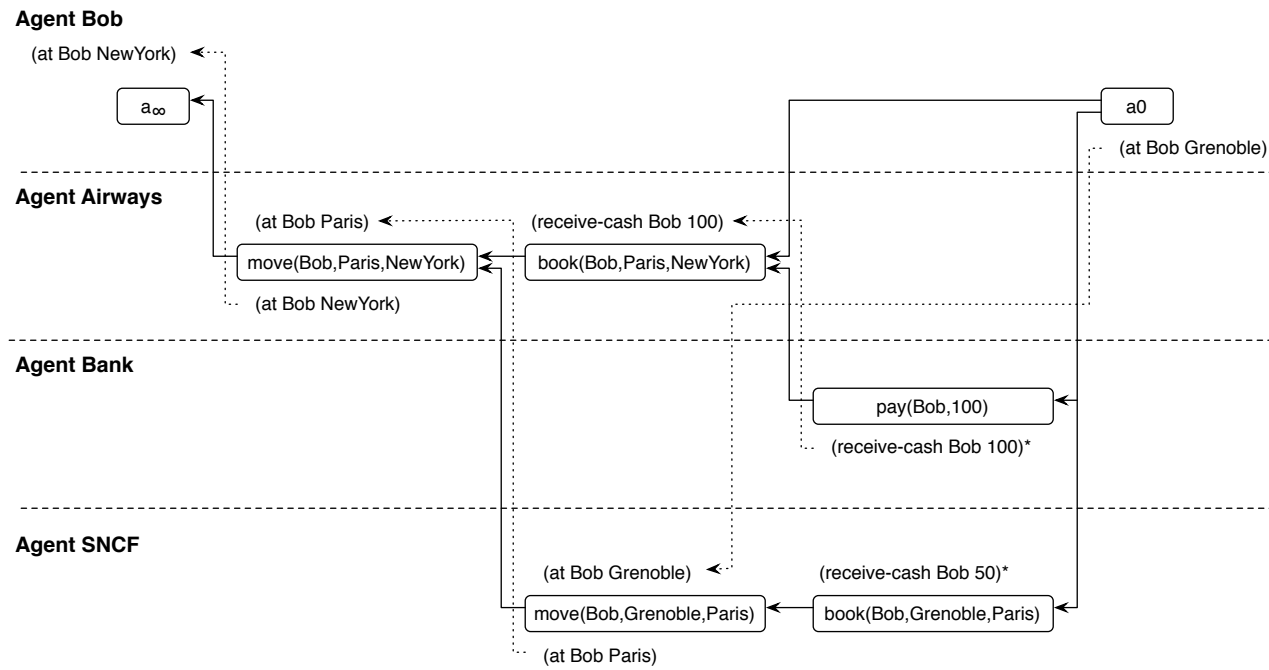 Agent Bob
(at Bob NewYork)
a∞
a0
(at Bob Grenoble)
Agent Airways
(at Bob Paris)
(receive-cash Bob 100)
move(Bob,Paris,NewYork)
book(Bob,Paris,NewYork)
(at Bob NewYork)
Agent Bank
pay(Bob,100)
(receive-cash Bob 100)*
Agent SNCF
(at Bob Grenoble)
(receive-cash Bob 50)*
move(Bob,Grenoble,Paris)
book(Bob,Grenoble,Paris)
(at Bob Paris)